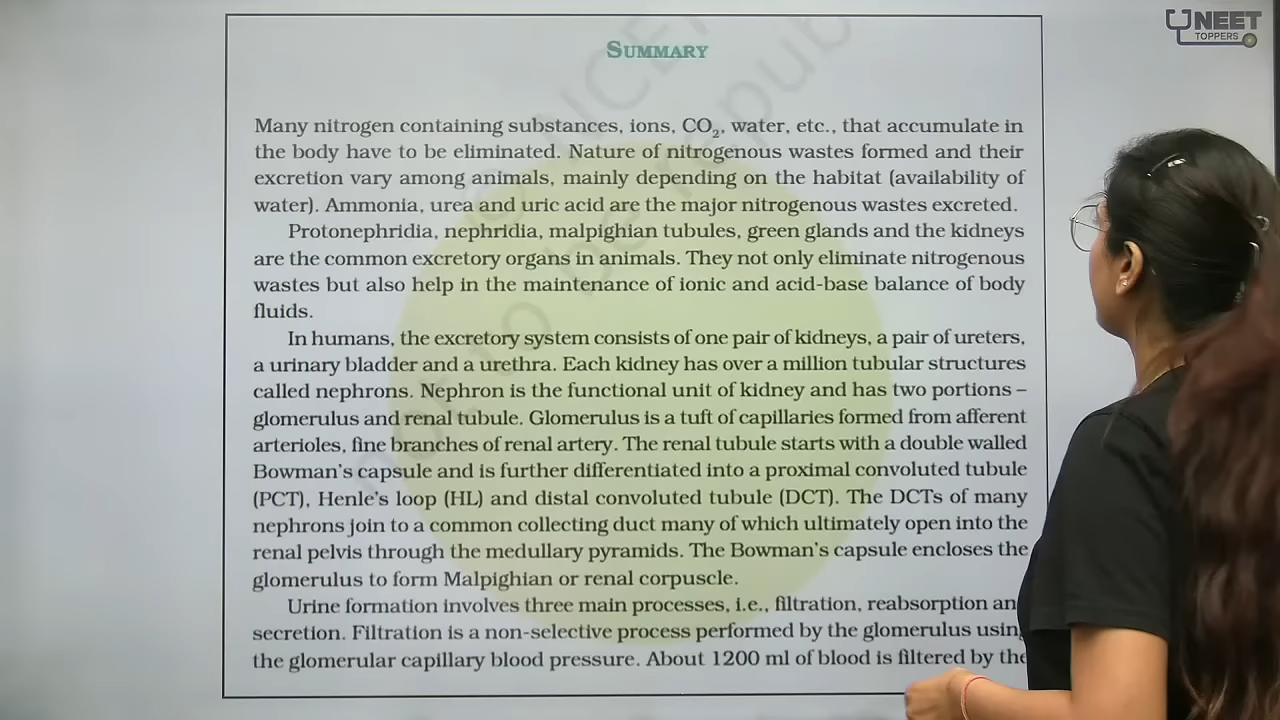 NEET
TOPPERS
SUMMARY
Many nitrogen containing substances, ions, CO₂, water, etc., that accumulate in
the body have to be eliminated. Nature of nitrogenous wastes formed and their
excretion vary among animals, mainly depending on the habitat (availability of
water). Ammonia, urea and uric acid are the major nitrogenous wastes excreted.
Protonephridia, nephridia, malpighian tubules, green glands and the kidneys
are the common excretory organs in animals. They not only eliminate nitrogenous
wastes but also help in the maintenance of ionic and acid-base balance of body
fluids.
In humans, the excretory system consists of one pair of kidneys, a pair of ureters,
a urinary bladder and a urethra. Each kidney has over a million tubular structures
called nephrons. Nephron is the functional unit of kidney and has two portions –
glomerulus and renal tubule. Glomerulus is a tuft of capillaries formed from afferent
arterioles, fine branches of renal artery. The renal tubule starts with a double walled
Bowman's capsule and is further differentiated into a proximal convoluted tubule
(PCT), Henle's loop (HL) and distal convoluted tubule (DCT). The DCTs of many
nephrons join to a common collecting duct many of which ultimately open into the
renal pelvis through the medullary pyramids. The Bowman's capsule encloses the
glomerulus to form Malpighian or renal corpuscle.
Urine formation involves three main processes, i.e., filtration, reabsorption an
secretion. Filtration is a non-selective process performed by the glomerulus usin
the glomerular capillary blood pressure. About 1200 ml of blood is filtered by the